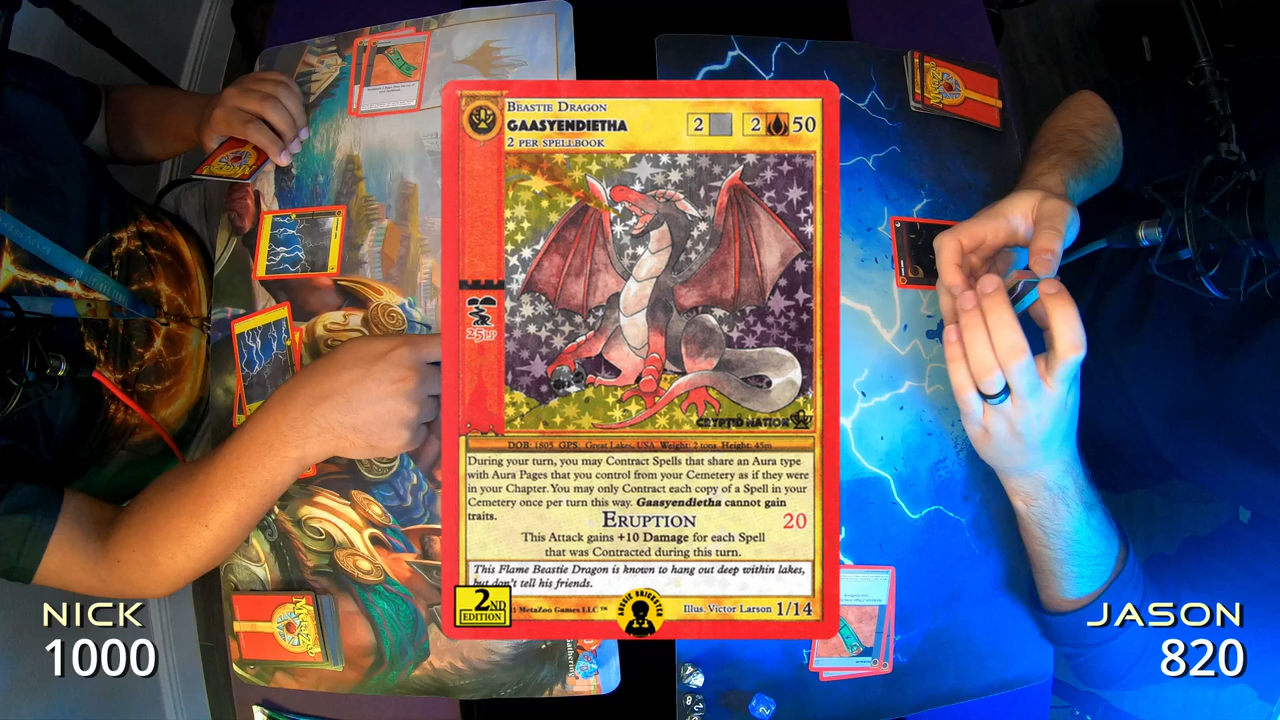 BEASTIE DRAGON
GAASYENDIETHA
2 PER SPELLBOOK
2 2 50
25LP
CRYPTID NATION
DOB: 1805 GPS: Great Lakes, USA Weight: 2 tons Height: 45m
During your turn, you may Contract Spells that share an Aura type
with Aura Pages that you control from your Cemetery as if they were
in your Chapter. You may only Contract each copy of a Spell in your
Cemetery once per turn this way. Gaasyendietha cannot gain
traits.
ERUPTION 20
This Attack gains +10 Damage for each Spell
that was Contracted during this turn.
This Flame Beastie Dragon is known to hang out deep within lakes,
but don't tell his friends.
2ND
EDITION
MetaZoo Games LLC™
Illus. Victor Larson 1/14
NICK
1000
JASON
820
MetaZoo
MetaZoo